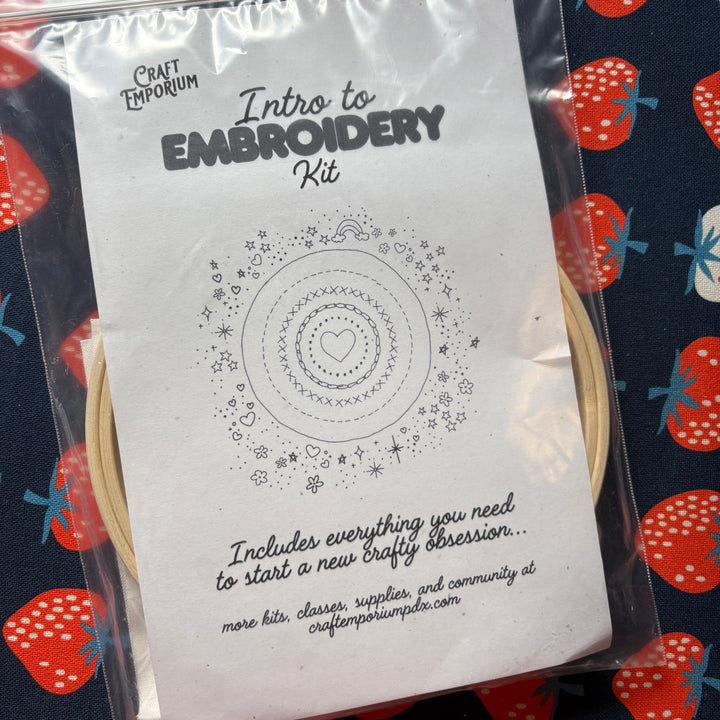 CRAFT
EMPORIUM
Intro to
EMBROIDERY
Kit
Includes everything you need
to start a new crafty obsession...
more kits, classes, supplies, and community at
craftemporiumpdx.com